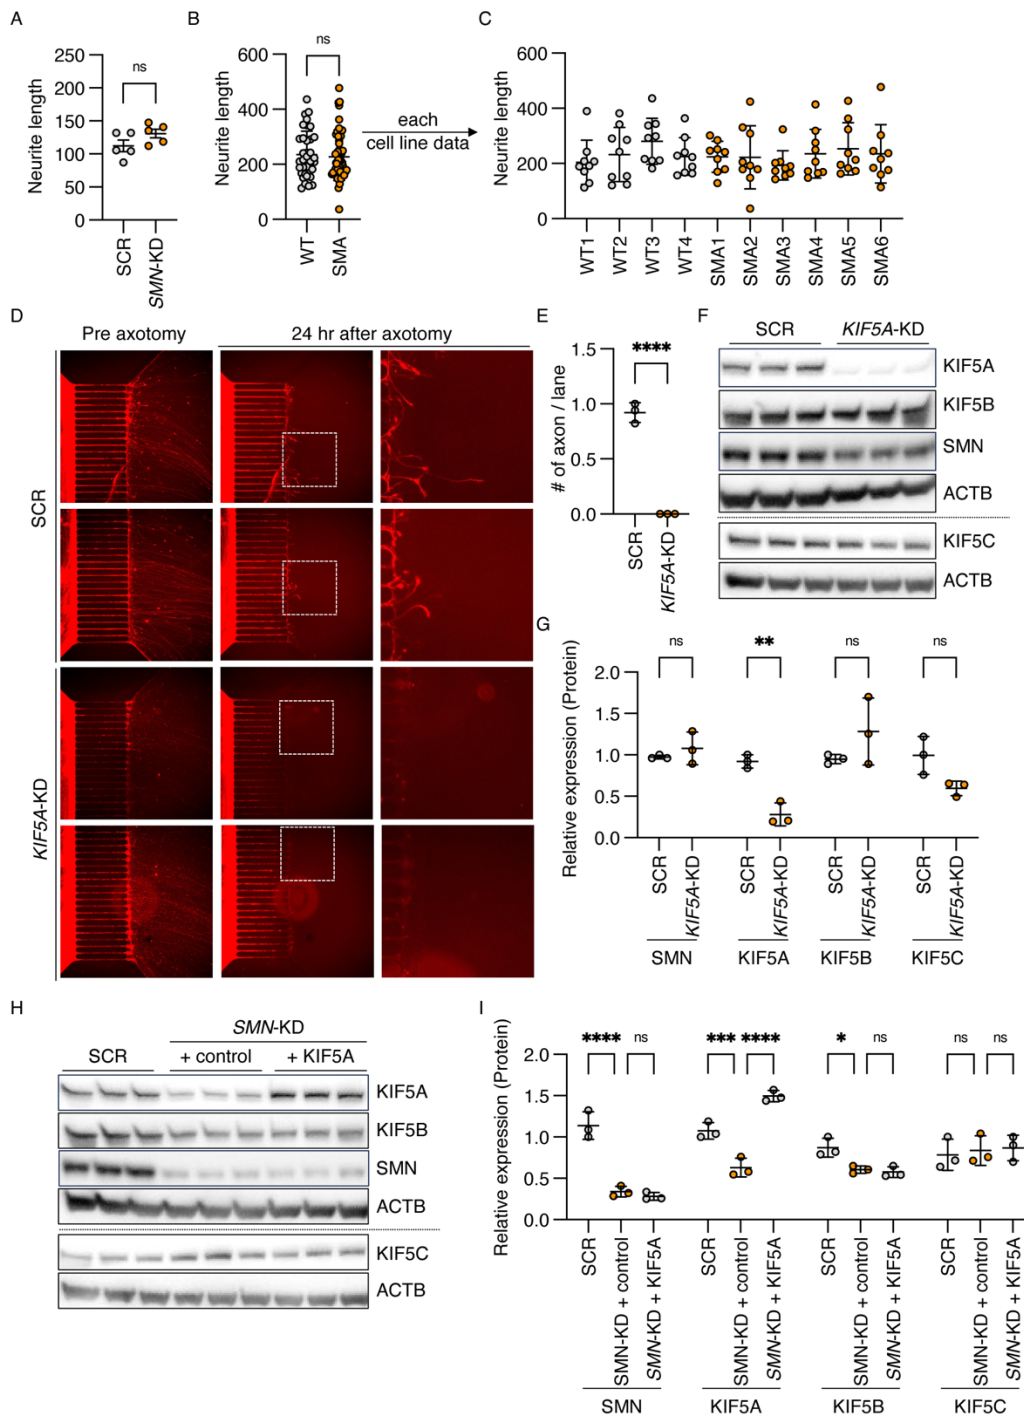 A
B
C
Neurite length
250
200
150
100
50
0
ns
SCR
SMN-KD
Neurite length
600
400
200
0
ns
WT
SMA
each
cell line data
Neurite length
600
400
200
0
WT1
WT2
WT3
WT4
SMA1
SMA2
SMA3
SMA4
SMA5
SMA6
D
Pre axotomy
24 hr after axotomy
SCR
KIF5A-KD
E
# of axon / lane
1.5
1.0
0.5
0.0
****
SCR
KIF5A-KD
F
SCR
KIF5A-KD
KIF5A
KIF5B
SMN
ACTB
KIF5C
ACTB
G
Relative expression (Protein)
2.0
1.5
1.0
0.5
0.0
ns
**
ns
ns
SCR
KIF5A-KD
SCR
KIF5A-KD
SCR
KIF5A-KD
SCR
KIF5A-KD
SMN
KIF5A
KIF5B
KIF5C
H
SMN-KD
SCR
+ control
+ KIF5A
KIF5A
KIF5B
SMN
ACTB
KIF5C
ACTB
I
Relative expression (Protein)
2.0
1.5
1.0
0.5
0.0
****
ns
***
****
*
ns
ns
ns
SCR
SMN-KD + control
SMN-KD + KIF5A
SCR
SMN-KD + control
SMN-KD + KIF5A
SCR
SMN-KD + control
SMN-KD + KIF5A
SCR
SMN-KD + control
SMN-KD + KIF5A
SMN
KIF5A
KIF5B
KIF5C